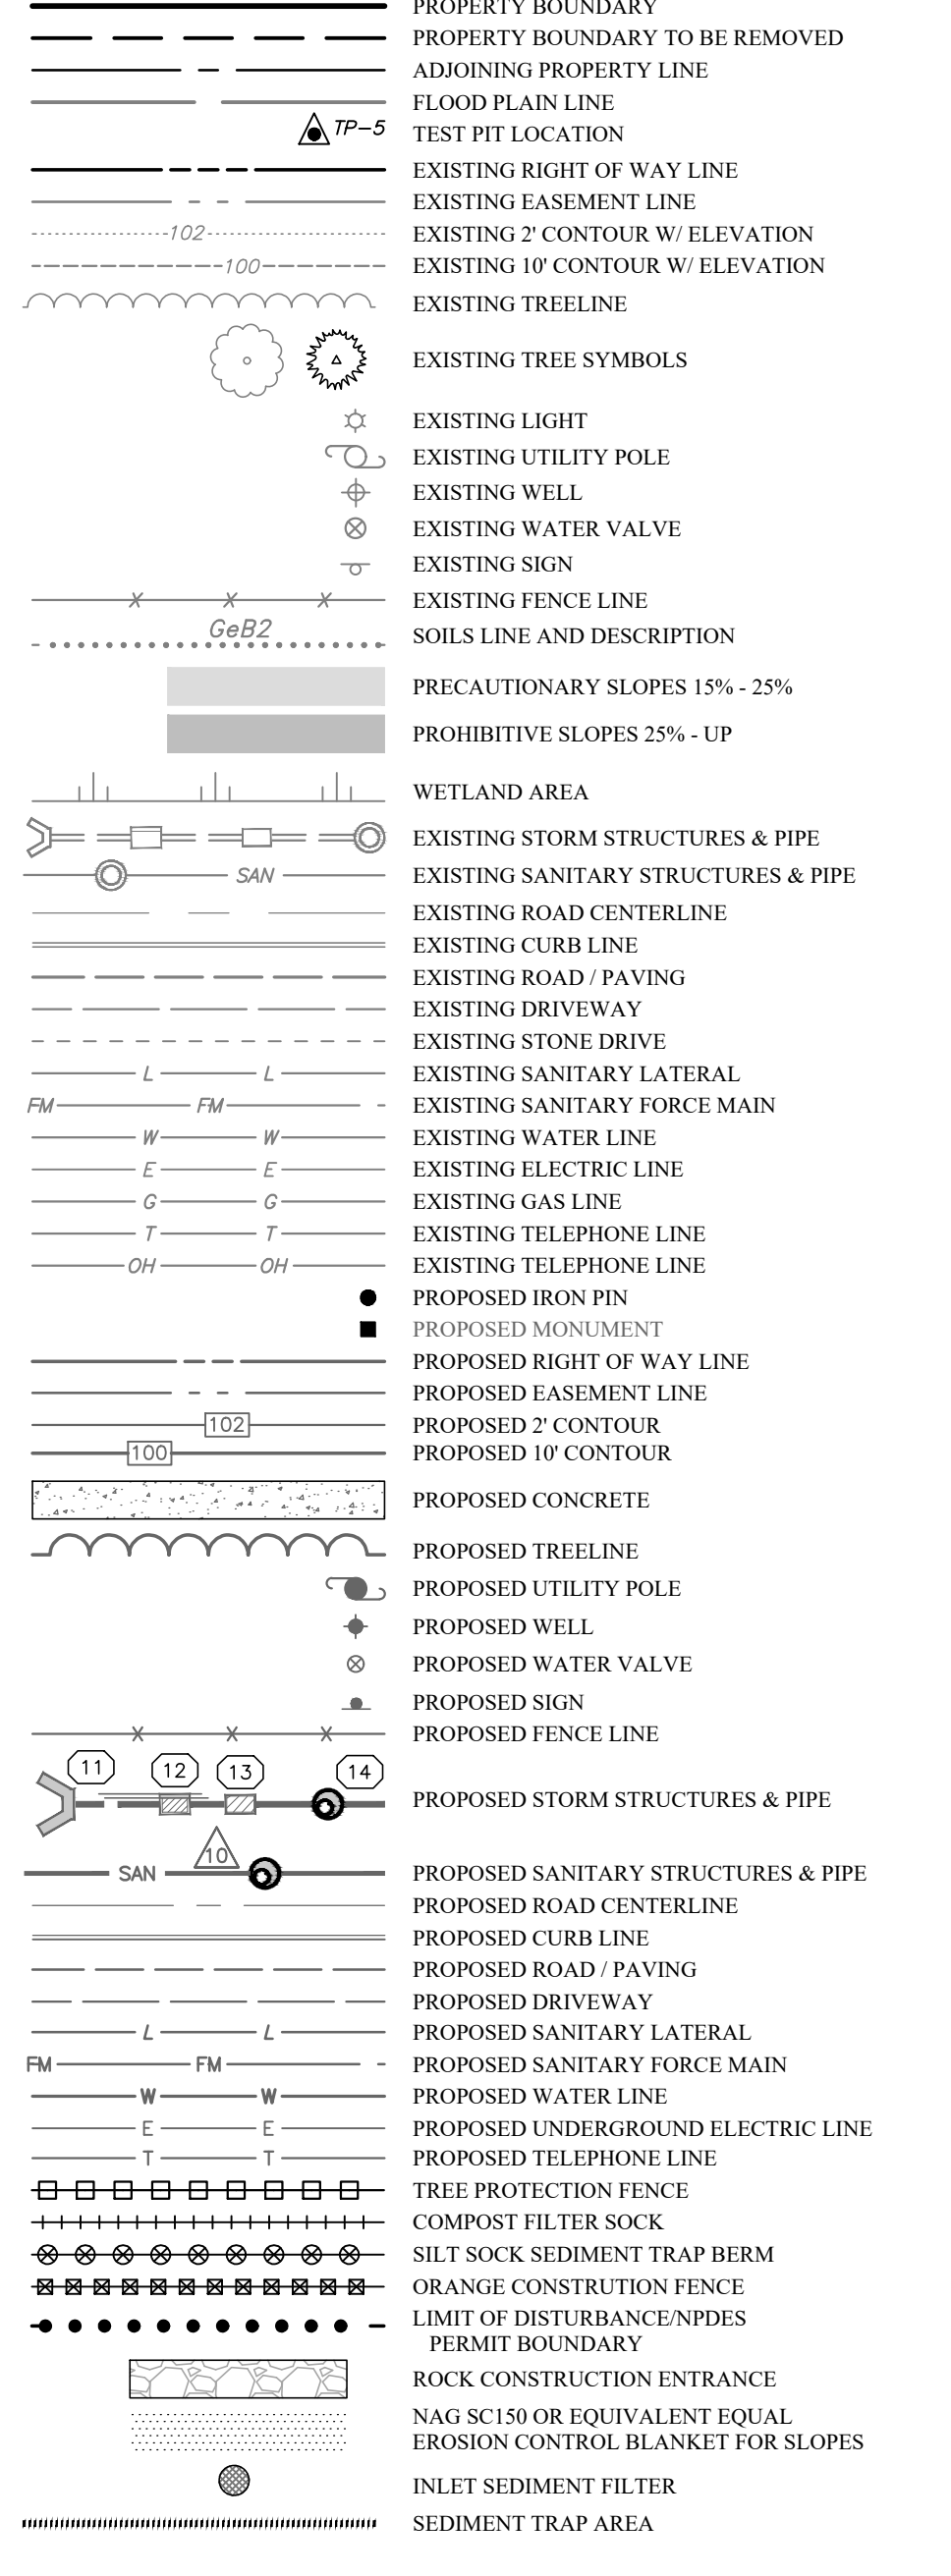 PROPERTY BOUNDARY
PROPERTY BOUNDARY TO BE REMOVED
ADJOINING PROPERTY LINE
FLOOD PLAIN LINE
TP-5 TEST PIT LOCATION
EXISTING RIGHT OF WAY LINE
EXISTING EASEMENT LINE
102 EXISTING 2' CONTOUR W/ ELEVATION
100 EXISTING 10' CONTOUR W/ ELEVATION
EXISTING TREELINE
EXISTING TREE SYMBOLS
EXISTING LIGHT
EXISTING UTILITY POLE
EXISTING WELL
EXISTING WATER VALVE
EXISTING SIGN
X X X EXISTING FENCE LINE
GeB2 SOILS LINE AND DESCRIPTION
PRECAUTIONARY SLOPES 15% - 25%
PROHIBITIVE SLOPES 25% - UP
WETLAND AREA
EXISTING STORM STRUCTURES & PIPE
SAN EXISTING SANITARY STRUCTURES & PIPE
EXISTING ROAD CENTERLINE
EXISTING CURB LINE
EXISTING ROAD / PAVING
EXISTING DRIVEWAY
EXISTING STONE DRIVE
L L EXISTING SANITARY LATERAL
FM FM EXISTING SANITARY FORCE MAIN
W W EXISTING WATER LINE
E E EXISTING ELECTRIC LINE
G G EXISTING GAS LINE
T T EXISTING TELEPHONE LINE
OH OH EXISTING TELEPHONE LINE
PROPOSED IRON PIN
PROPOSED MONUMENT
PROPOSED RIGHT OF WAY LINE
PROPOSED EASEMENT LINE
102 PROPOSED 2' CONTOUR
100 PROPOSED 10' CONTOUR
PROPOSED CONCRETE
PROPOSED TREELINE
PROPOSED UTILITY POLE
PROPOSED WELL
PROPOSED WATER VALVE
PROPOSED SIGN
X X X PROPOSED FENCE LINE
11 12 13 14
PROPOSED STORM STRUCTURES & PIPE
10
SAN PROPOSED SANITARY STRUCTURES & PIPE
PROPOSED ROAD CENTERLINE
PROPOSED CURB LINE
PROPOSED ROAD / PAVING
PROPOSED DRIVEWAY
L L PROPOSED SANITARY LATERAL
FM FM PROPOSED SANITARY FORCE MAIN
W W PROPOSED WATER LINE
E E PROPOSED UNDERGROUND ELECTRIC LINE
T T PROPOSED TELEPHONE LINE
TREE PROTECTION FENCE
COMPOST FILTER SOCK
SILT SOCK SEDIMENT TRAP BERM
ORANGE CONSTRUTION FENCE
LIMIT OF DISTURBANCE/NPDES
PERMIT BOUNDARY
ROCK CONSTRUCTION ENTRANCE
NAG SC150 OR EQUIVALENT EQUAL
EROSION CONTROL BLANKET FOR SLOPES
INLET SEDIMENT FILTER
SEDIMENT TRAP AREA